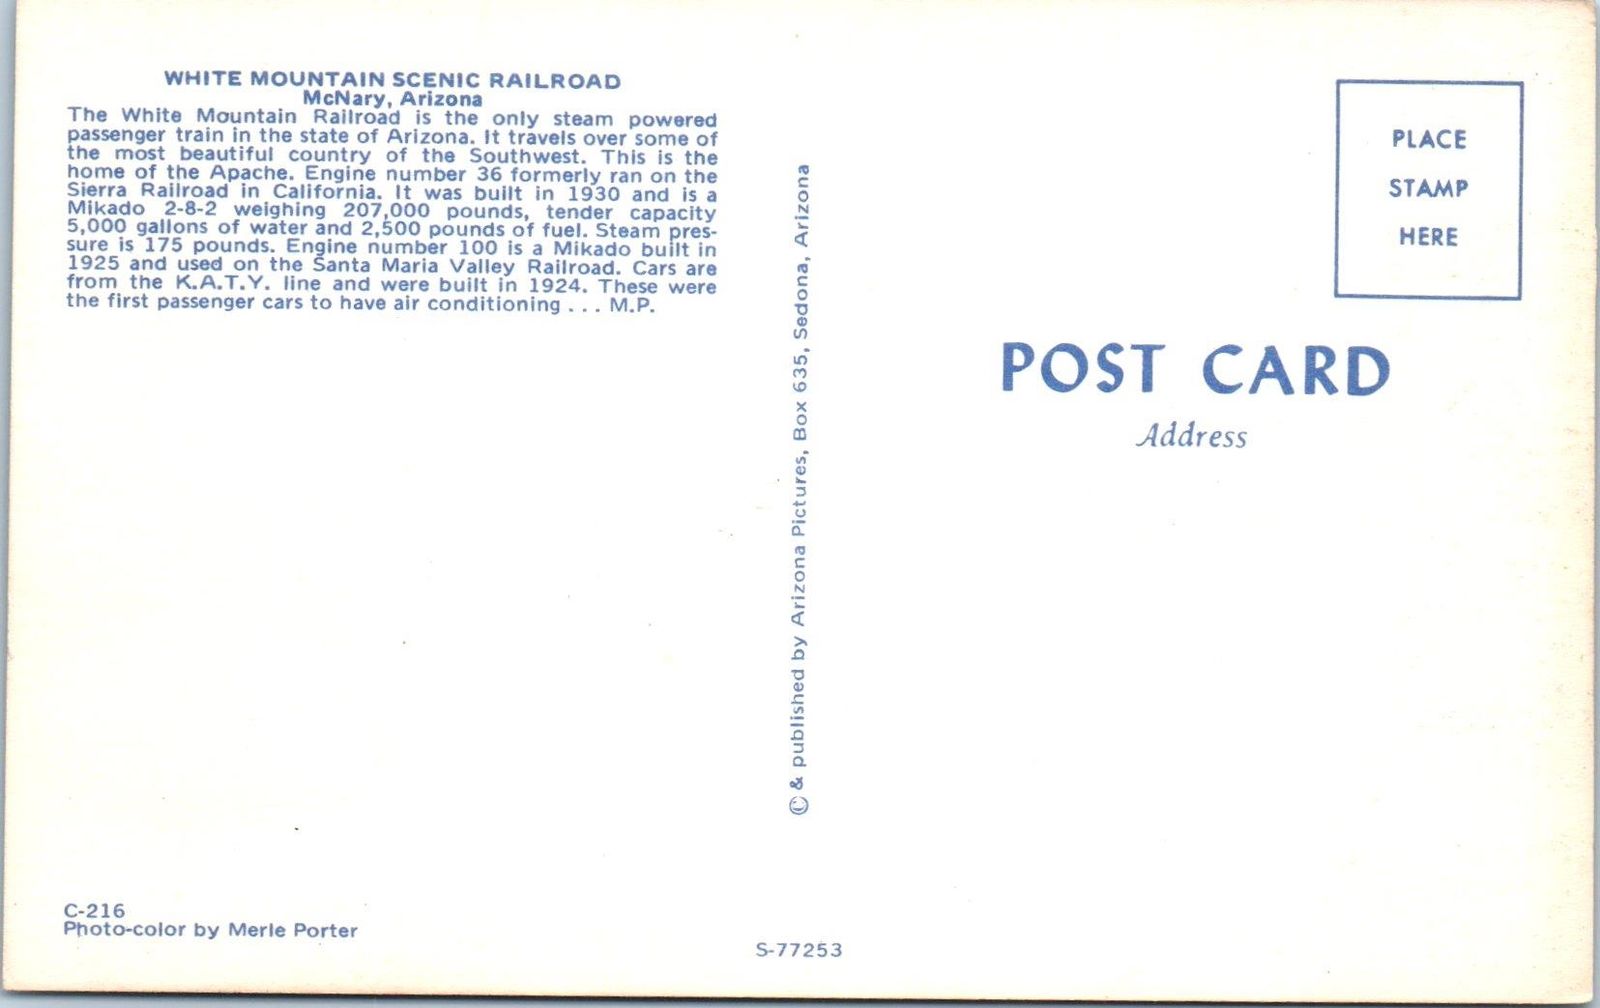 WHITE MOUNTAIN SCENIC RAILROAD
McNary, Arizona
The White Mountain Railroad is the only steam powered
passenger train in the state of Arizona. It travels over some of
the most beautiful country of the Southwest. This is the
home of the Apache. Engine number 36 formerly ran on the
Sierra Railroad in California. It was built in 1930 and is a
Mikado 2-8-2 weighing 207,000 pounds, tender capacity
5,000 gallons of water and 2,500 pounds of fuel. Steam pres-
sure is 175 pounds. Engine number 100 is a Mikado built in
1925 and used on the Santa Maria Valley Railroad. Cars are
from the K.A.T.Y. line and were built in 1924. These were
the first passenger cars to have air conditioning . . . M.P.
C-216
Photo-color by Merle Porter
© & published by Arizona Pictures, Box 635, Sedona, Arizona
S-77253
PLACE
STAMP
HERE
POST CARD
Address